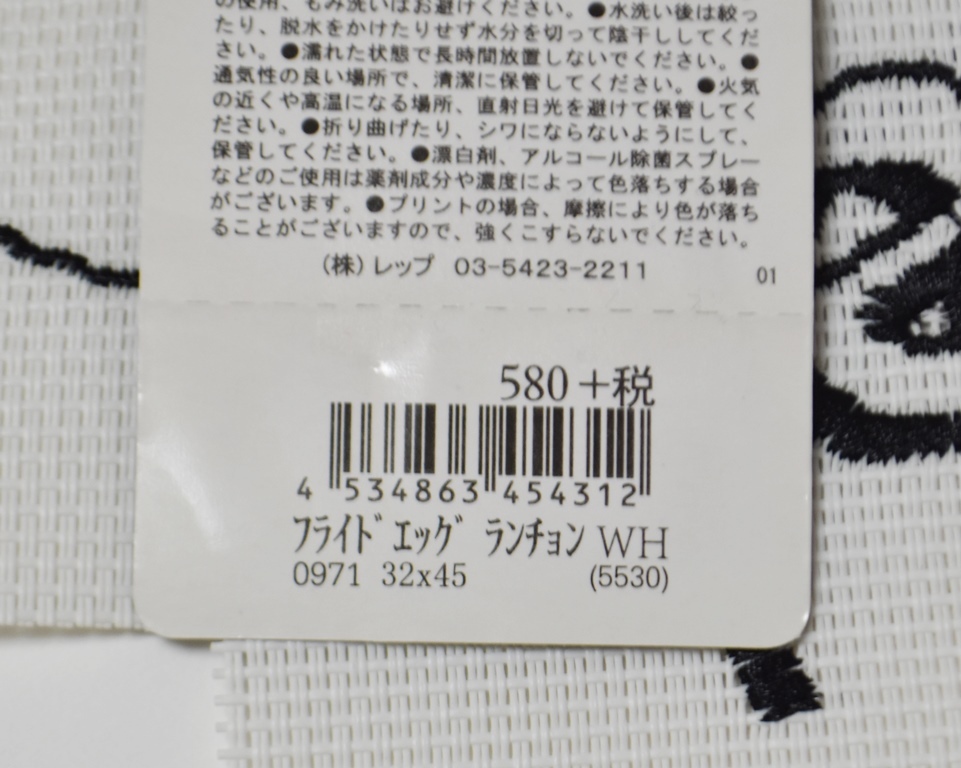 の使用、もみ洗いはお避けください。●水洗い後は絞っ
たり、脱水をかけたりせず水分を切って陰干ししてくだ
さい。●濡れた状態で長時間放置しないでください。●
通気性の良い場所で、清潔に保管してください。●火気
の近くや高温になる場所、直射日光を避けて保管してく
ださい。●折り曲げたり、シワにならないようにして、
保管してください。●漂白剤、アルコール除菌スプレー
などのご使用は薬剤成分や濃度によって色落ちする場合
がございます。●プリントの場合、摩擦により色が落ち
ることがございますので、強くこすらないでください。
(株)レップ 03-5423-2211
01
580+税
4 534863 454312
フライドエッグ ランチョン WH
0971 32x45 (5530)